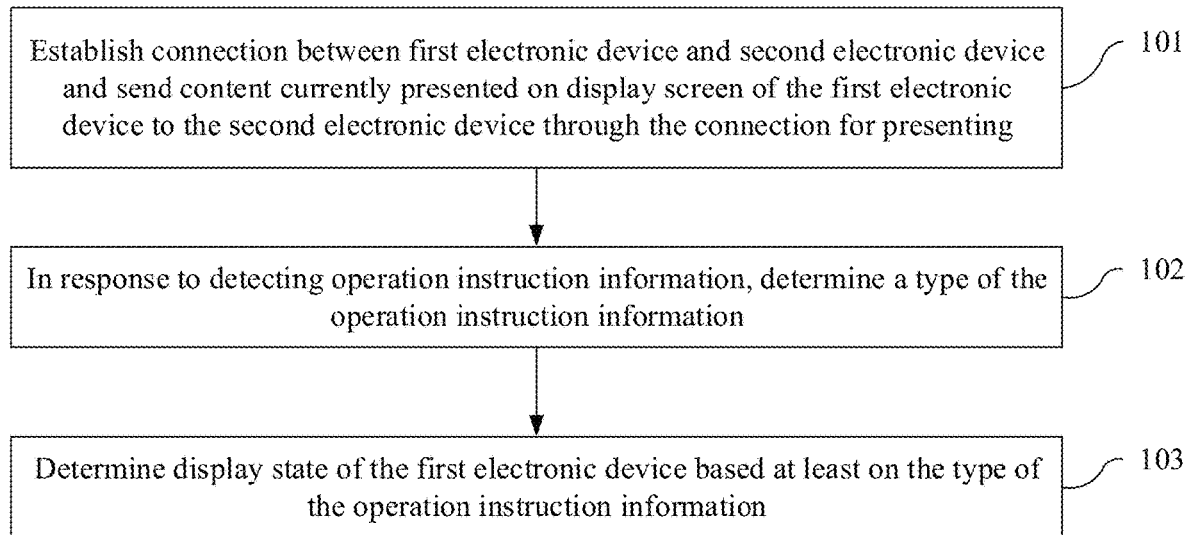 Establish connection between first electronic device and second electronic device
and send content currently presented on display screen of the first electronic
device to the second electronic device through the connection for presenting
101
In response to detecting operation instruction information, determine a type of the
operation instruction information
102
Determine display state of the first electronic device based at least on the type of
the operation instruction information
103